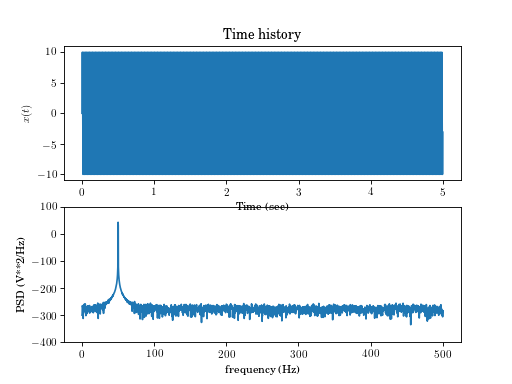 Time history
10
5
0
−5
−10
x(t)
0 1 2 3 4 5
Time (sec)
100
0
−100
−200
−300
−400
PSD (V**2/Hz)
0 100 200 300 400 500
frequency (Hz)